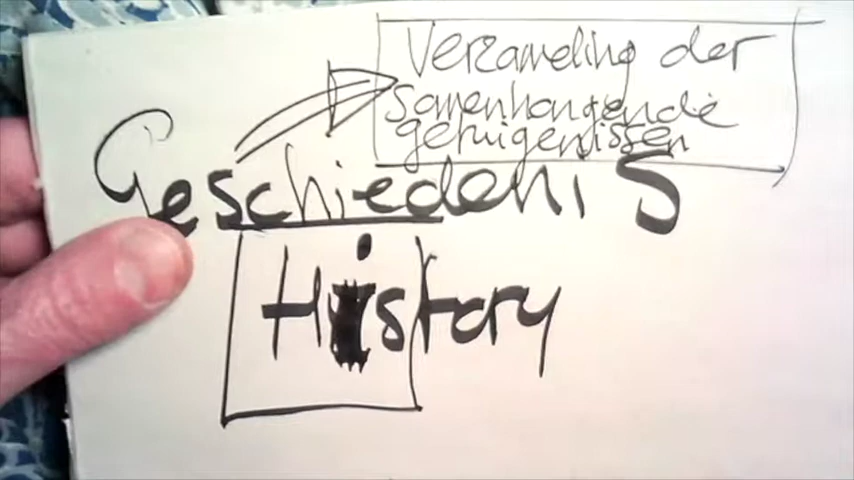 Verzameling der
samenhangende
getuigenissen
Geschiedenis
History